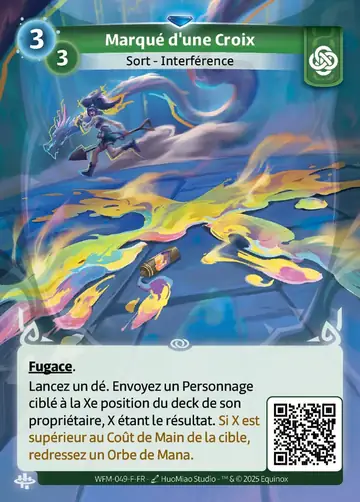 3
3
Marqué d'une Croix
Sort - Interférence
Fugace.
Lancez un dé. Envoyez un Personnage
ciblé à la Xe position du deck de son
propriétaire, X étant le résultat. Si X est
supérieur au Coût de Main de la cible,
redressez un Orbe de Mana.
WFM-049-F-FR - HuoMiao Studio - ™ & © 2025 Equinox